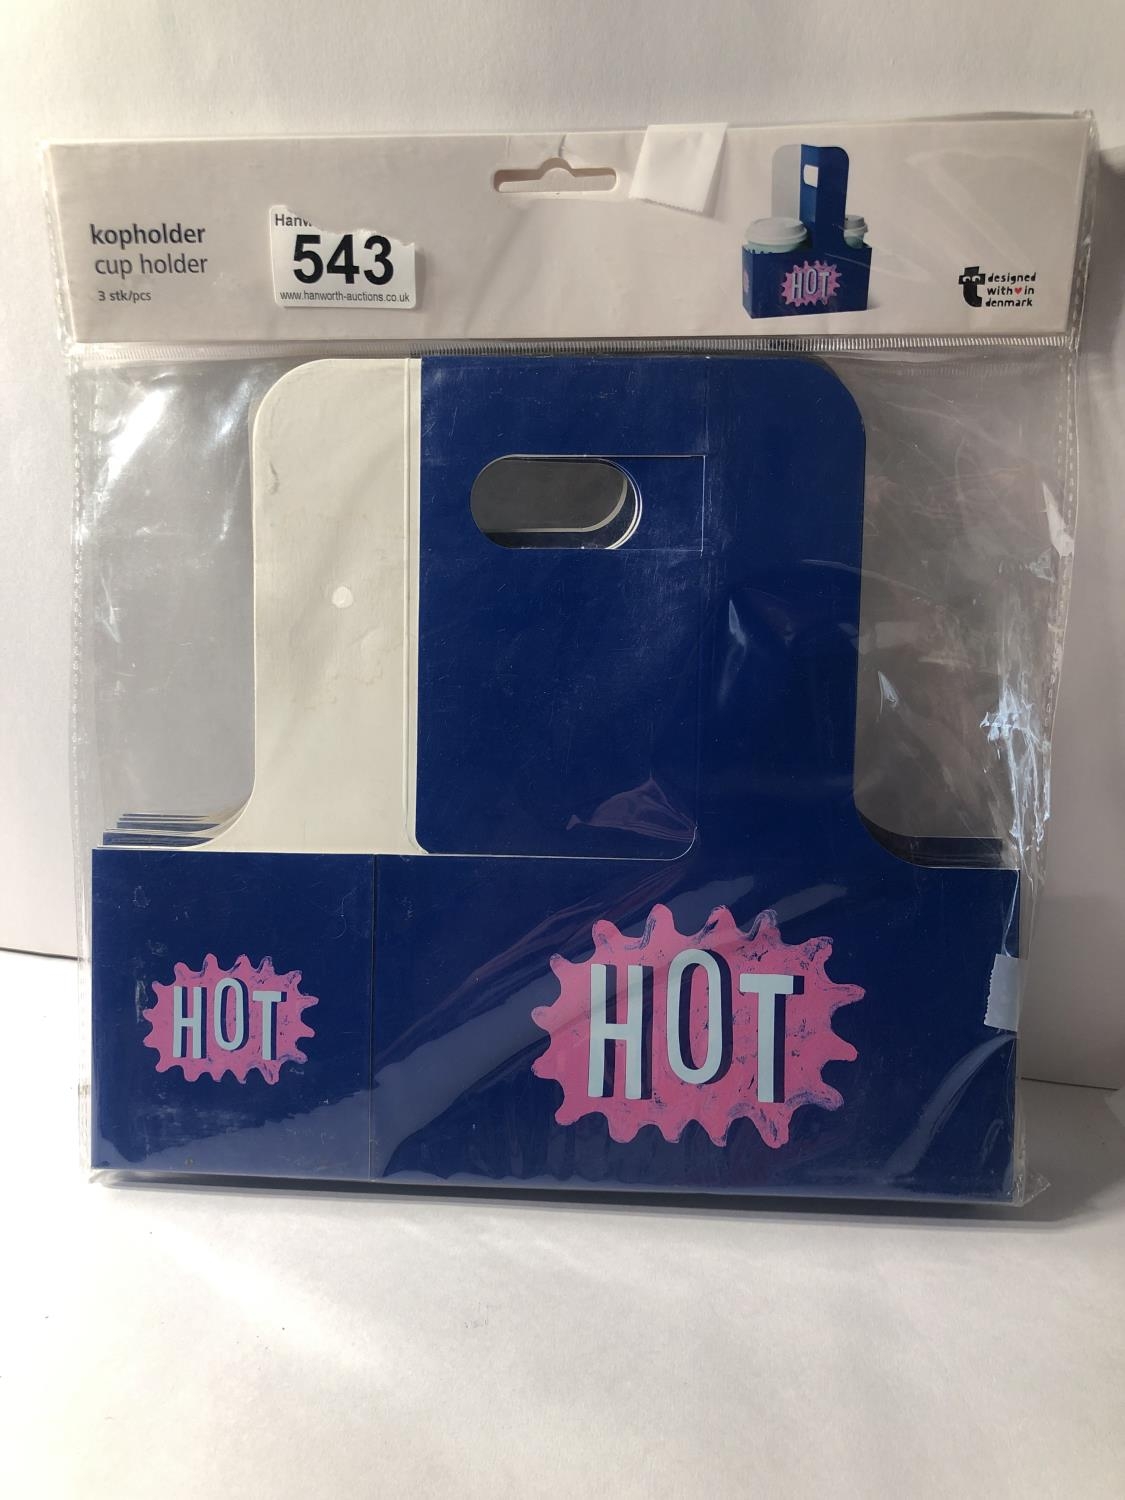 kopholder
cup holder
3 stk/pcs
543
www.hanworth-auctions.co.uk
HOT
designed
with♥in
denmark
HOT
HOT